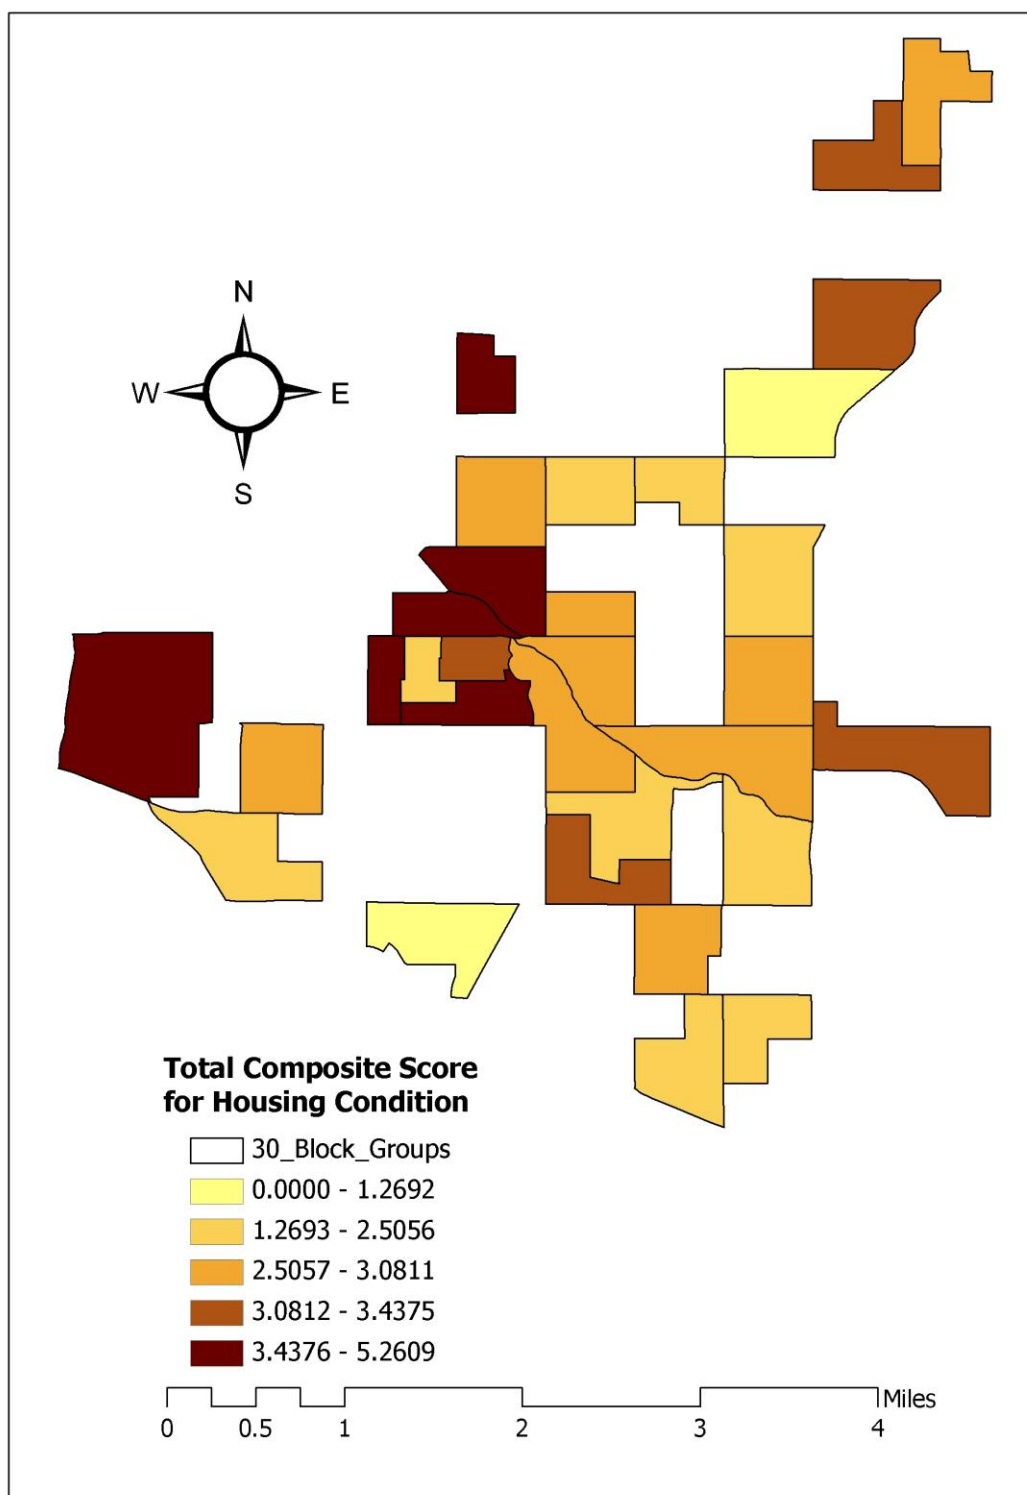 N
W E
S
Total Composite Score
for Housing Condition
30_Block_Groups
0.0000 - 1.2692
1.2693 - 2.5056
2.5057 - 3.0811
3.0812 - 3.4375
3.4376 - 5.2609
Miles
0 0.5 1 2 3 4